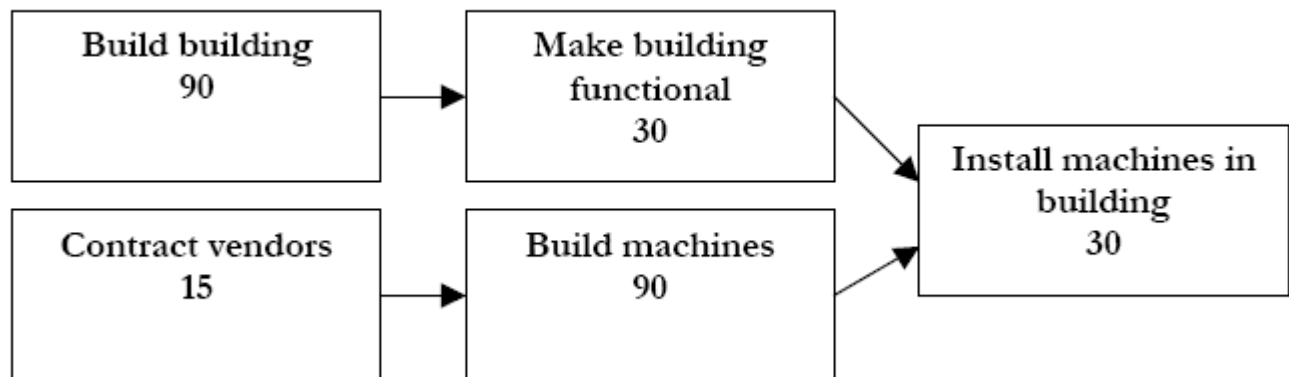 Build building
90
Make building
functional
30
Install machines in
building
30
Contract vendors
15
Build machines
90